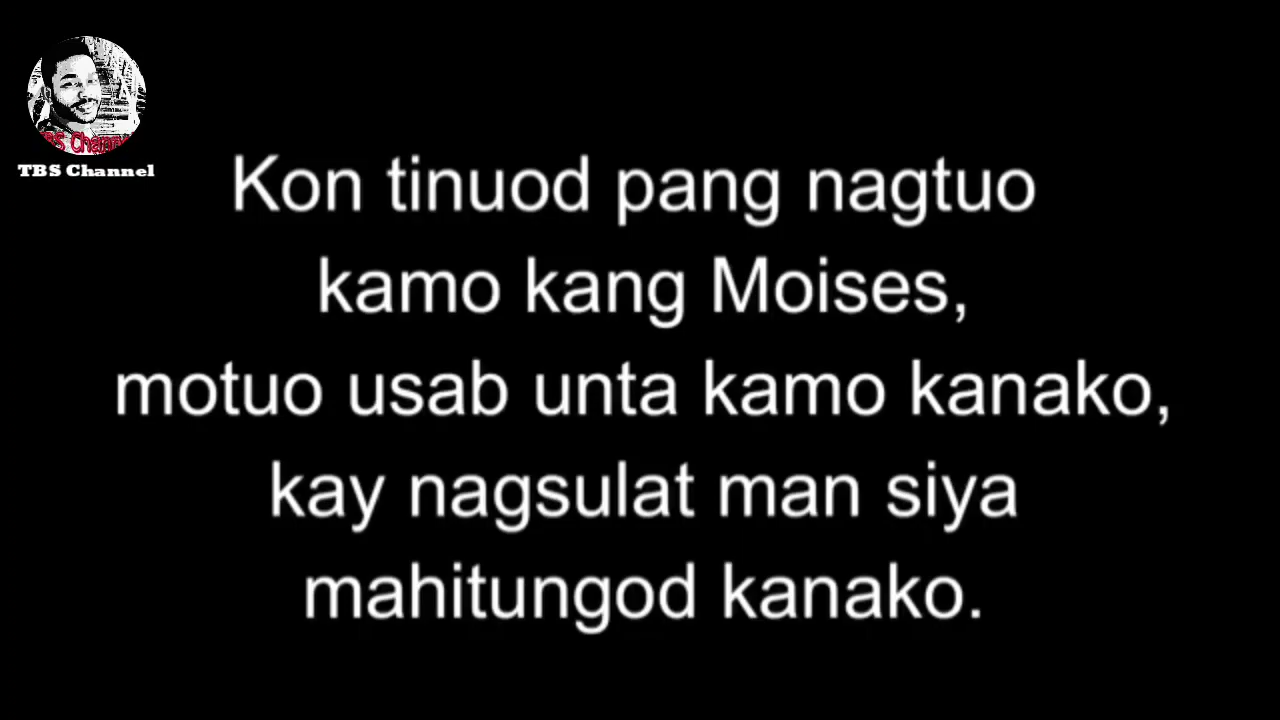 TBS Channel
Kon tinuod pang nagtuo
kamo kang Moises,
motuo usab unta kamo kanako,
kay nagsulat man siya
mahitungod kanako.